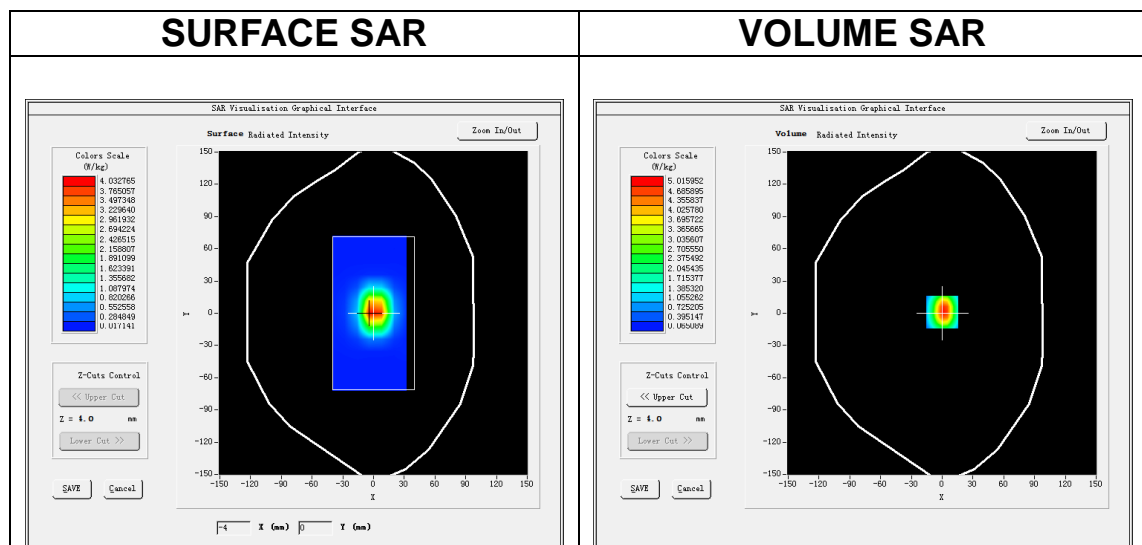 SURFACE SAR
VOLUME SAR
SAR Visualisation Graphical Interface
Surface Radiated Intensity
Zoom In/Out
Colors Scale
(W/kg)
4.032765
3.765057
3.497348
3.229640
2.961932
2.694224
2.426515
2.158807
1.891099
1.623391
1.355682
1.087974
0.820266
0.552558
0.284849
0.017141
Z-Cuts Control
<< Upper Cut
Z = 4.0 mm
Lower Cut >>
SAVE
Cancel
150
120
90
60
30
0
-30
-60
-90
-120
-150
Y
-150 -120 -90 -60 -30 0 30 60 90 120 150
X
-4 X (mm) 0 Y (mm)
SAR Visualisation Graphical Interface
Volume Radiated Intensity
Zoom In/Out
Colors Scale
(W/kg)
5.015952
4.685895
4.355837
4.025780
3.695722
3.365665
3.035607
2.705550
2.375492
2.045435
1.715377
1.385320
1.055262
0.725205
0.395147
0.065089
Z-Cuts Control
<< Upper Cut
Z = 4.0 mm
Lower Cut >>
SAVE
Cancel
150
120
90
60
30
0
-30
-60
-90
-120
-150
Y
-150 -120 -90 -60 -30 0 30 60 90 120 150
X